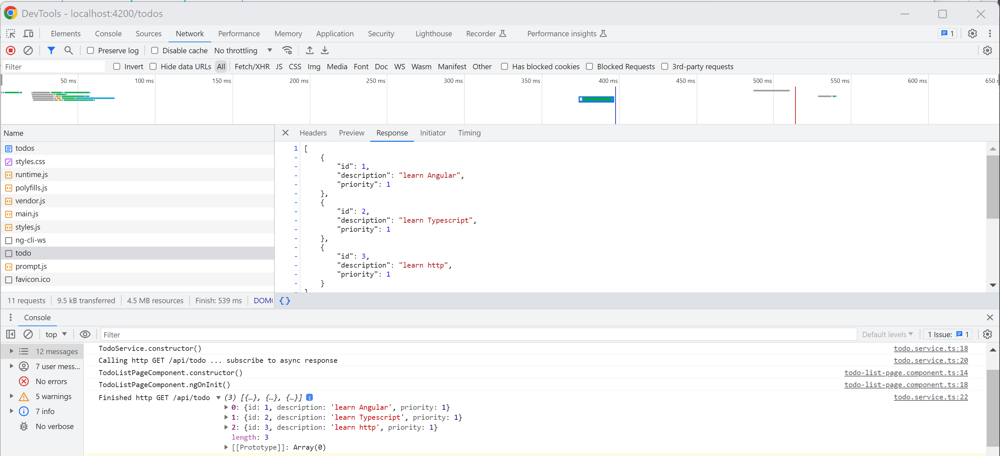 DevTools - localhost:4200/todos
Elements Console Sources Network Performance Memory Application Security Lighthouse Recorder Performance insights 1
Preserve log Disable cache No throttling
Filter Invert Hide data URLs All Fetch/XHR JS CSS Img Media Font Doc WS Wasm Manifest Other Has blocked cookies Blocked Requests 3rd-party requests
50 ms 100 ms 150 ms 200 ms 250 ms 300 ms 350 ms 400 ms 450 ms 500 ms 550 ms 600 ms 650
Name
todos
styles.css
runtime.js
polyfills.js
vendor.js
main.js
styles.js
ng-cli-ws
todo
prompt.js
favicon.ico
11 requests 9.5 kB transferred 4.5 MB resources Finish: 539 ms DOMC
Headers Preview Response Initiator Timing
1 [
- {
- "id": 1,
- "description": "learn Angular",
- "priority": 1
- },
- {
- "id": 2,
- "description": "learn Typescript",
- "priority": 1
- },
- {
- "id": 3,
- "description": "learn http",
- "priority": 1
- }
- ]
{}
Console
top Filter Default levels 1 Issue: 1
12 messages
7 user mess...
No errors
5 warnings
7 info
No verbose
TodoService.constructor() todo.service.ts:18
Calling http GET /api/todo ... subscribe to async response todo.service.ts:20
TodoListPageComponent.constructor() todo-list-page.component.ts:14
TodoListPageComponent.ngOnInit() todo-list-page.component.ts:18
Finished http GET /api/todo (3) [{…}, {…}, {…}] i todo.service.ts:22
0: {id: 1, description: 'learn Angular', priority: 1}
1: {id: 2, description: 'learn Typescript', priority: 1}
2: {id: 3, description: 'learn http', priority: 1}
length: 3
[[Prototype]]: Array(0)